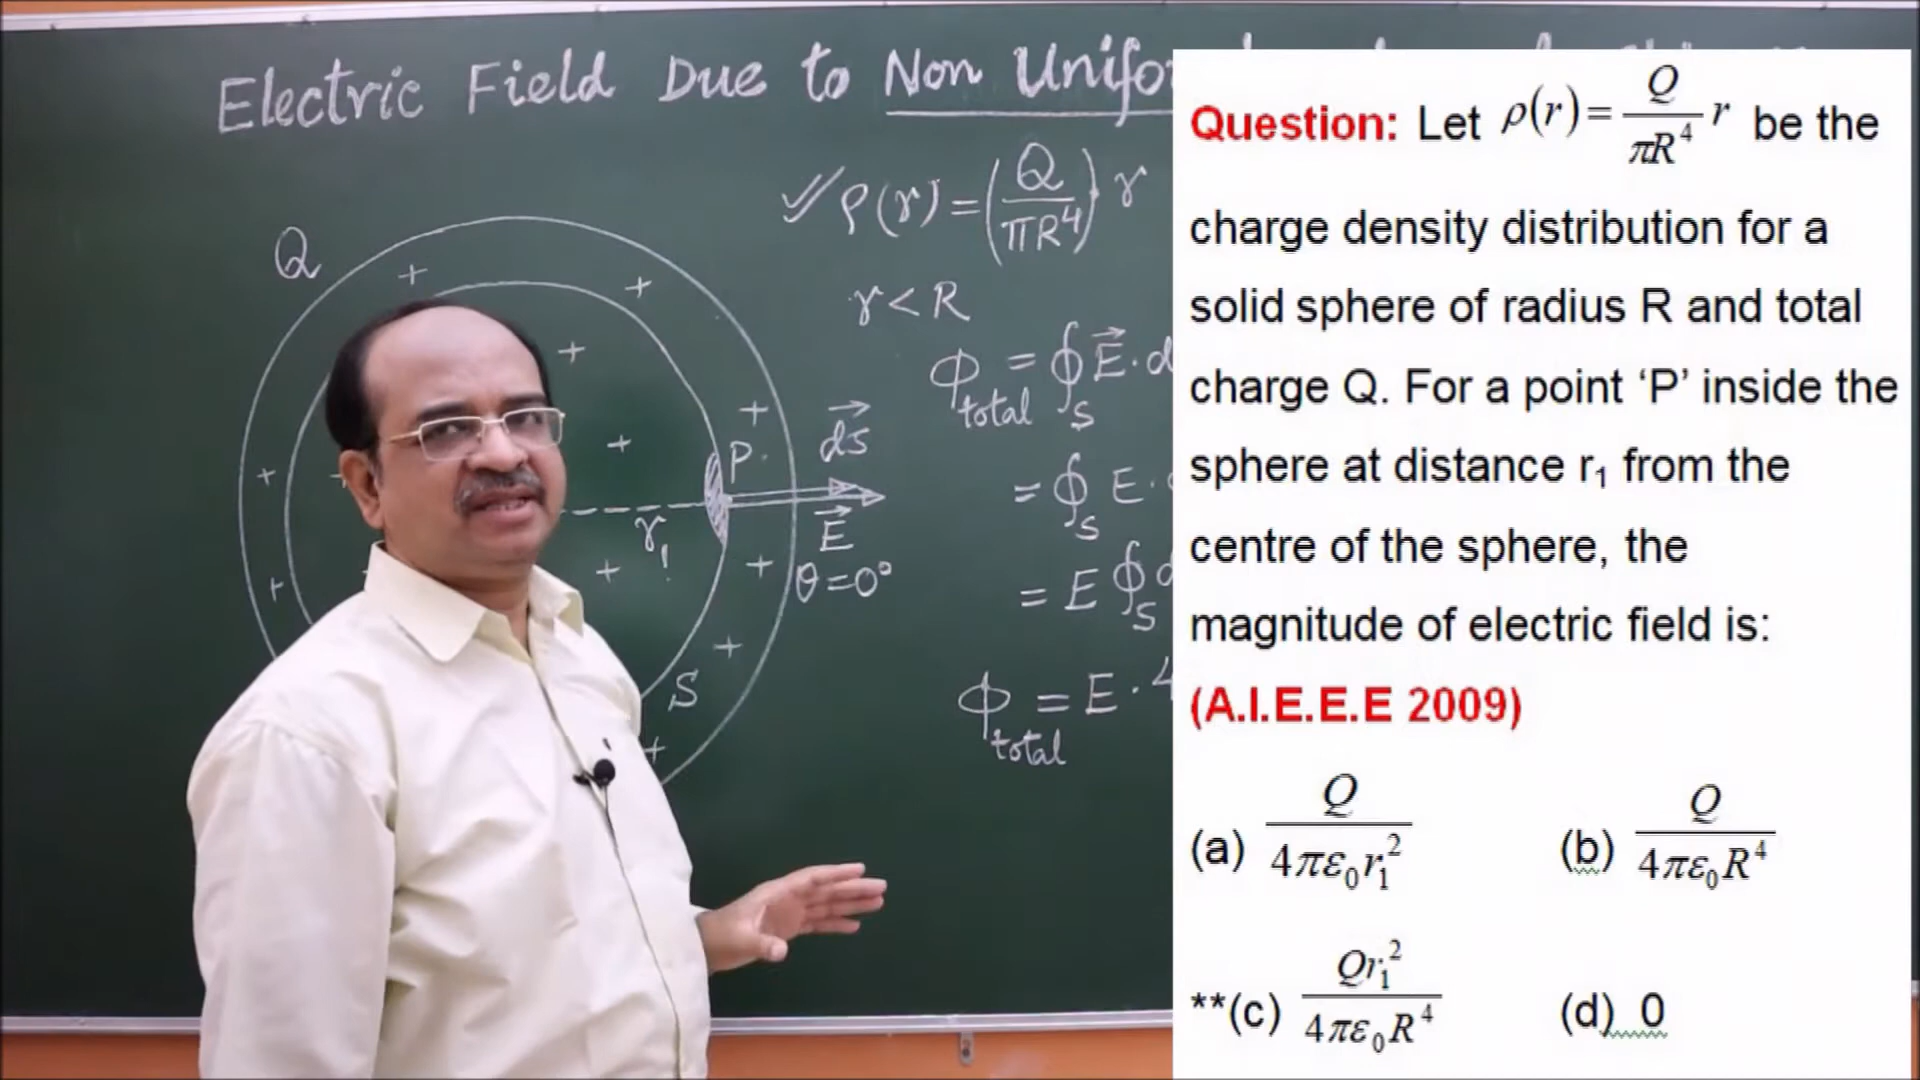 Electric Field Due to Non Unifo
ρ(r) = (Q/πR⁴) r
r < R
Φtotal = ∮S E⃗ · d
= ∮S E ·
= E ∮S d
Φtotal = E · 4
Q
P
ds⃗
E⃗
r₁
θ = 0°
S
Question: Let ρ(r) = Q/πR⁴ r be the
charge density distribution for a
solid sphere of radius R and total
charge Q. For a point ‘P’ inside the
sphere at distance r₁ from the
centre of the sphere, the
magnitude of electric field is:
(A.I.E.E.E 2009)
(a) Q/4πε₀r₁² (b) Q/4πε₀R⁴
**(c) Qr₁²/4πε₀R⁴ (d) 0